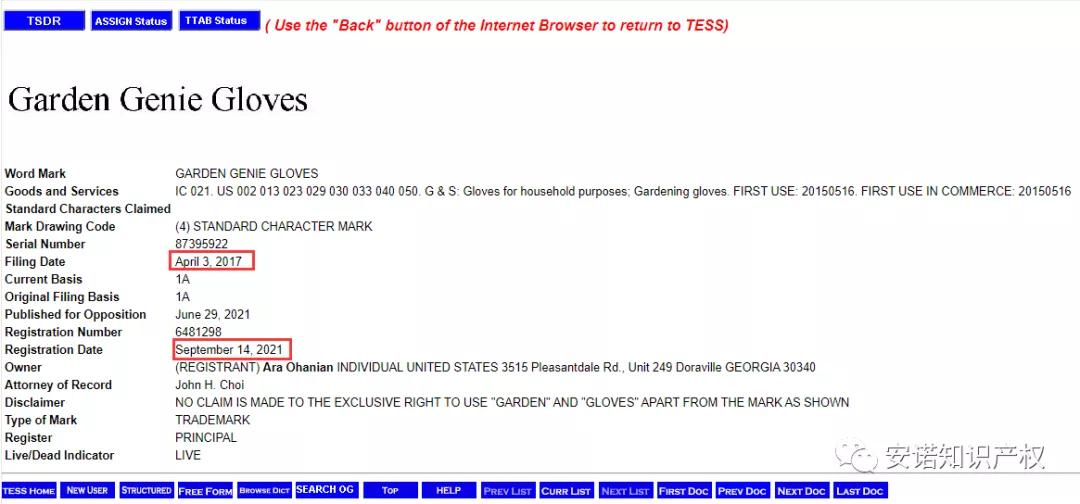 TSDR ASSIGN Status TTAB Status ( Use the "Back" button of the Internet Browser to return to TESS)
Garden Genie Gloves
Word Mark GARDEN GENIE GLOVES
Goods and Services IC 021. US 002 013 023 029 030 033 040 050. G & S: Gloves for household purposes; Gardening gloves. FIRST USE: 20150516. FIRST USE IN COMMERCE: 20150516
Standard Characters Claimed
Mark Drawing Code (4) STANDARD CHARACTER MARK
Serial Number 87395922
Filing Date April 3, 2017
Current Basis 1A
Original Filing Basis 1A
Published for Opposition June 29, 2021
Registration Number 6481298
Registration Date September 14, 2021
Owner (REGISTRANT) Ara Ohanian INDIVIDUAL UNITED STATES 3515 Pleasantdale Rd., Unit 249 Doraville GEORGIA 30340
Attorney of Record John H. Choi
Disclaimer NO CLAIM IS MADE TO THE EXCLUSIVE RIGHT TO USE "GARDEN" AND "GLOVES" APART FROM THE MARK AS SHOWN
Type of Mark TRADEMARK
Register PRINCIPAL
Live/Dead Indicator LIVE
安诺知识产权
TESS HOME NEW USER STRUCTURED FREE FORM BROWSE DICT SEARCH OG TOP HELP PREV LIST CURR LIST NEXT LIST FIRST DOC PREV DOC NEXT DOC LAST DOC